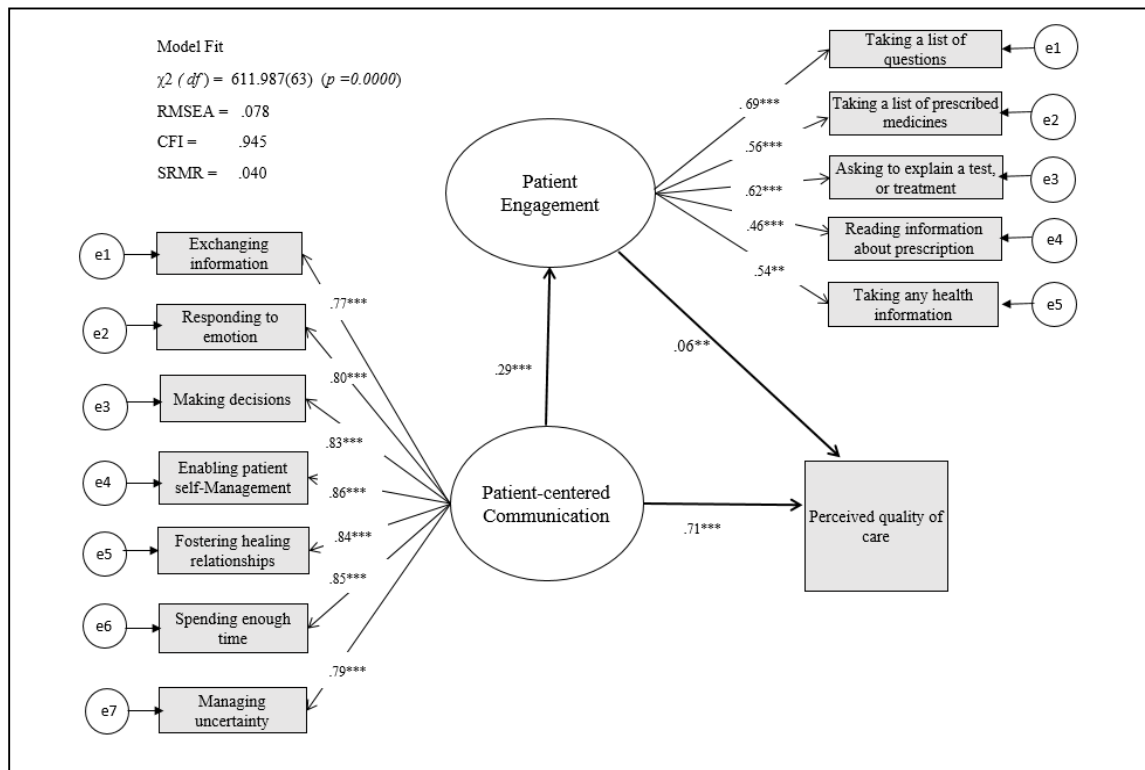 Model Fit
χ2 ( df ) = 611.987(63) (p =0.0000)
RMSEA = .078
CFI = .945
SRMR = .040
Taking a list of
questions
e1
Taking a list of prescribed
medicines
e2
Asking to explain a test,
or treatment
e3
Reading information
about prescription
e4
Taking any health
information
e5
.69***
.56***
.62***
.46***
.54**
Patient
Engagement
e1
Exchanging
information
e2
Responding to
emotion
e3
Making decisions
e4
Enabling patient
self-Management
e5
Fostering healing
relationships
e6
Spending enough
time
e7
Managing
uncertainty
.77***
.80***
.83***
.86***
.84***
.85***
.79***
.29***
.06**
Patient-centered
Communication
.71***
Perceived quality of
care